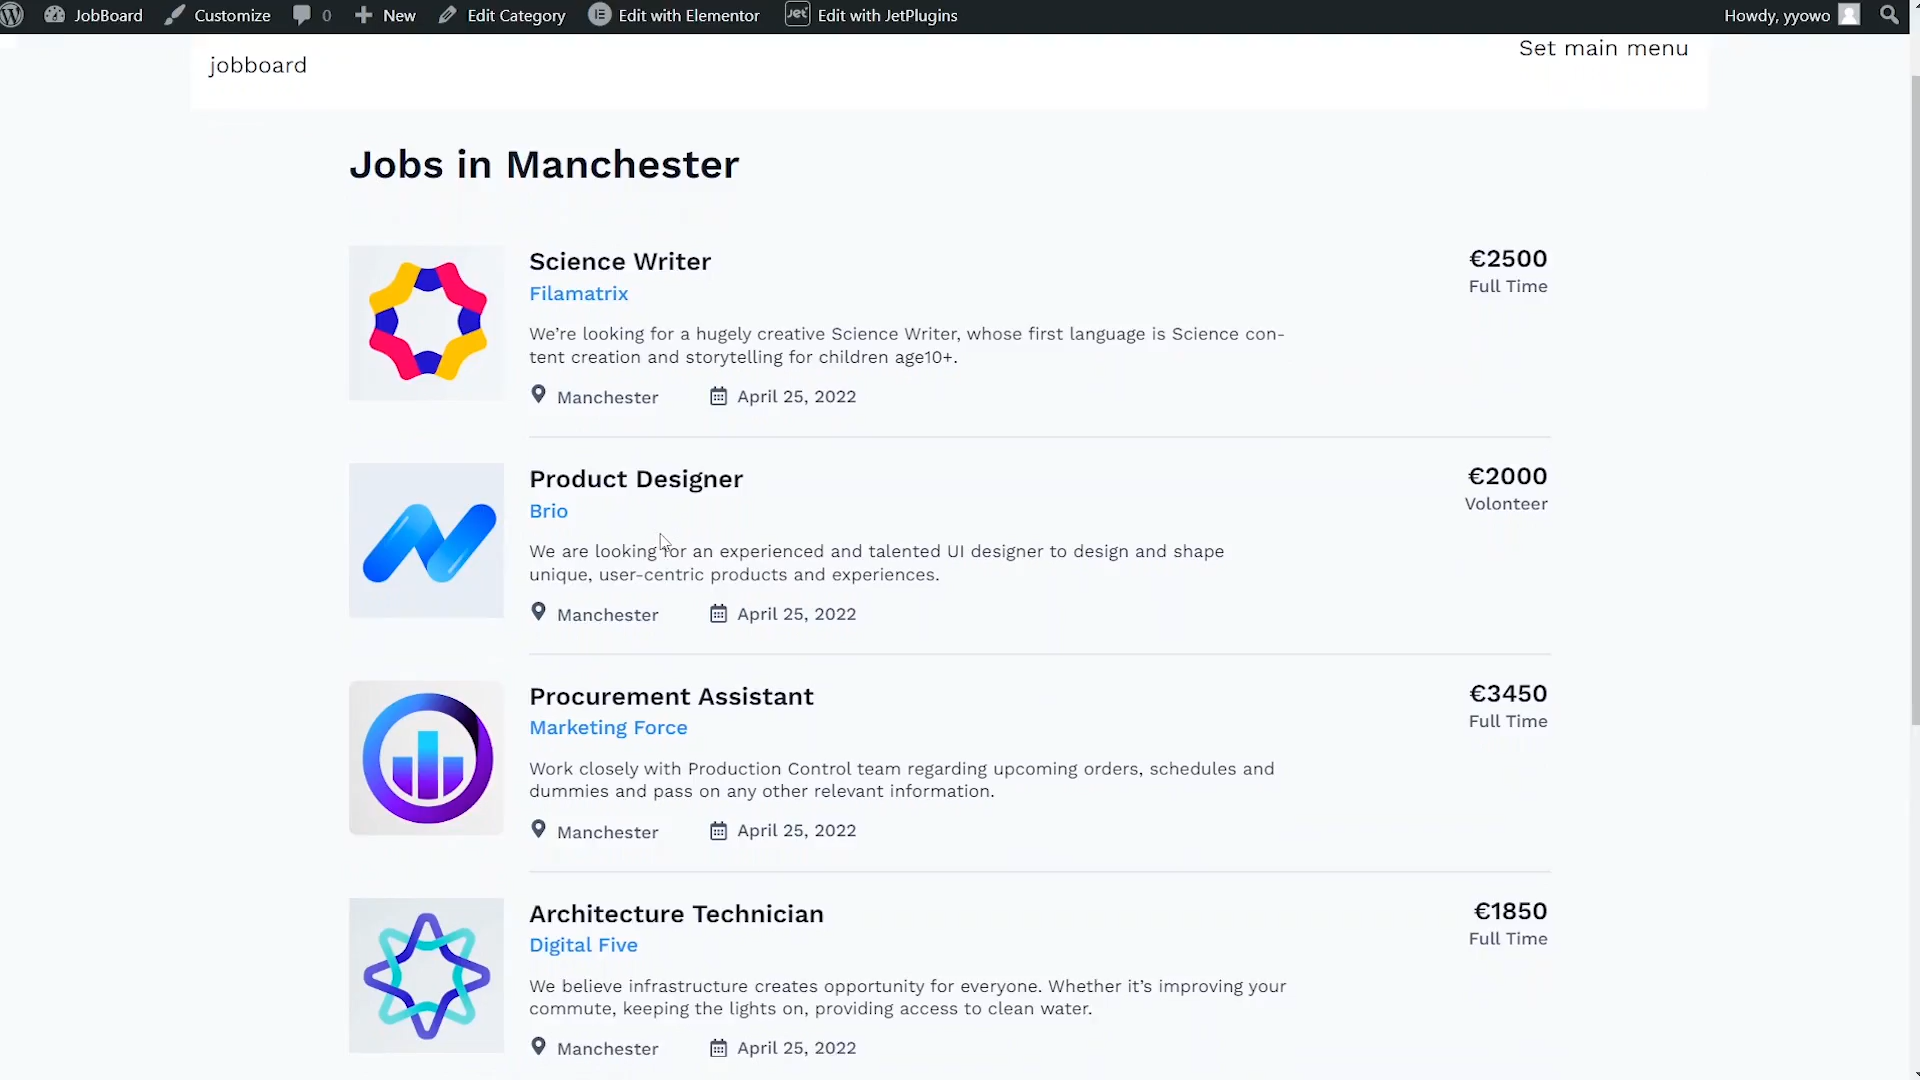 JobBoard
Customize
0
New
Edit Category
Edit with Elementor
Jet
Edit with JetPlugins
Howdy, yyowo
jobboard
Set main menu
Jobs in Manchester
Science Writer
€2500
Filamatrix
Full Time
We’re looking for a hugely creative Science Writer, whose first language is Science con-
tent creation and storytelling for children age10+.
Manchester
April 25, 2022
Product Designer
€2000
Brio
Volonteer
We are looking for an experienced and talented UI designer to design and shape
unique, user-centric products and experiences.
Manchester
April 25, 2022
Procurement Assistant
€3450
Marketing Force
Full Time
Work closely with Production Control team regarding upcoming orders, schedules and
dummies and pass on any other relevant information.
Manchester
April 25, 2022
Architecture Technician
€1850
Digital Five
Full Time
We believe infrastructure creates opportunity for everyone. Whether it’s improving your
commute, keeping the lights on, providing access to clean water.
Manchester
April 25, 2022